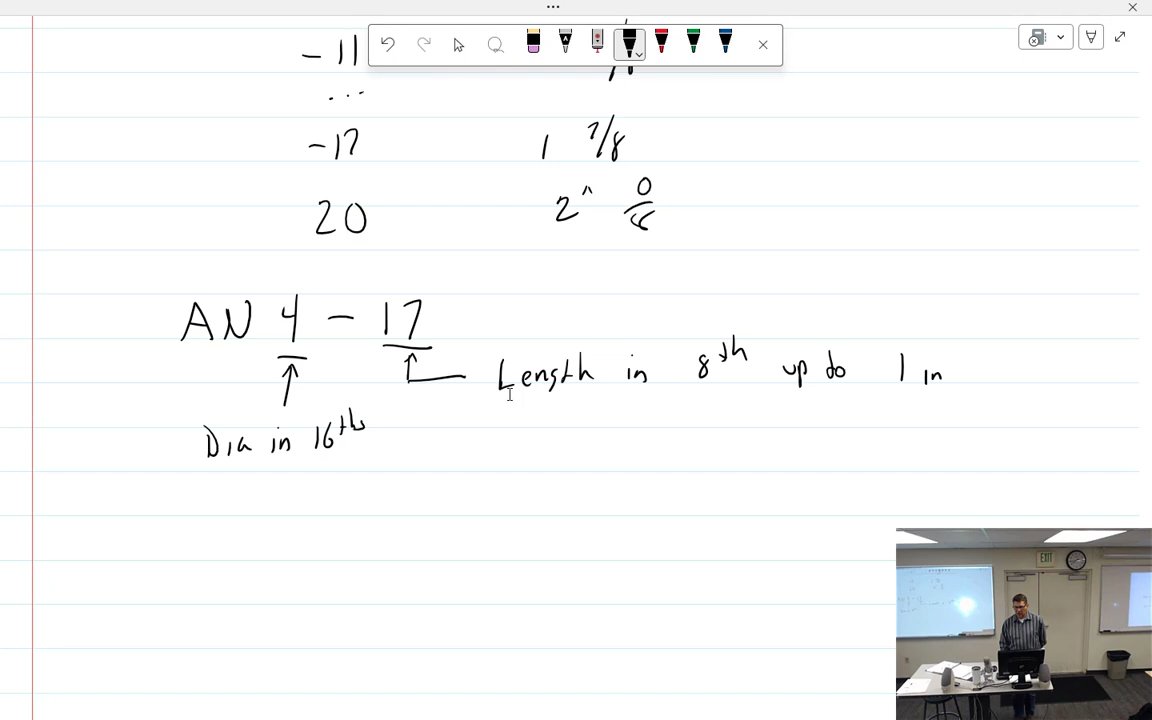 - 11
...
-17 1 7/8
20 2" 0/8
AN 4 - 17
Length in 8th up to 1 in
Dia in 16ths
EXIT